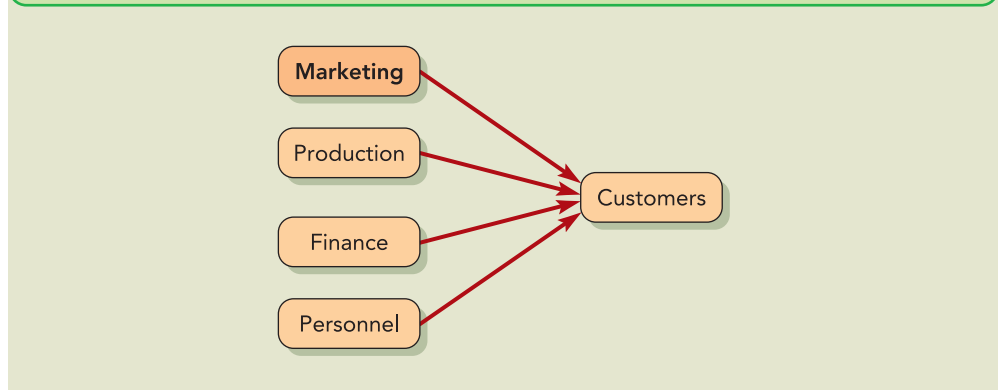 Marketing
Production
Customers
Finance
Personnel